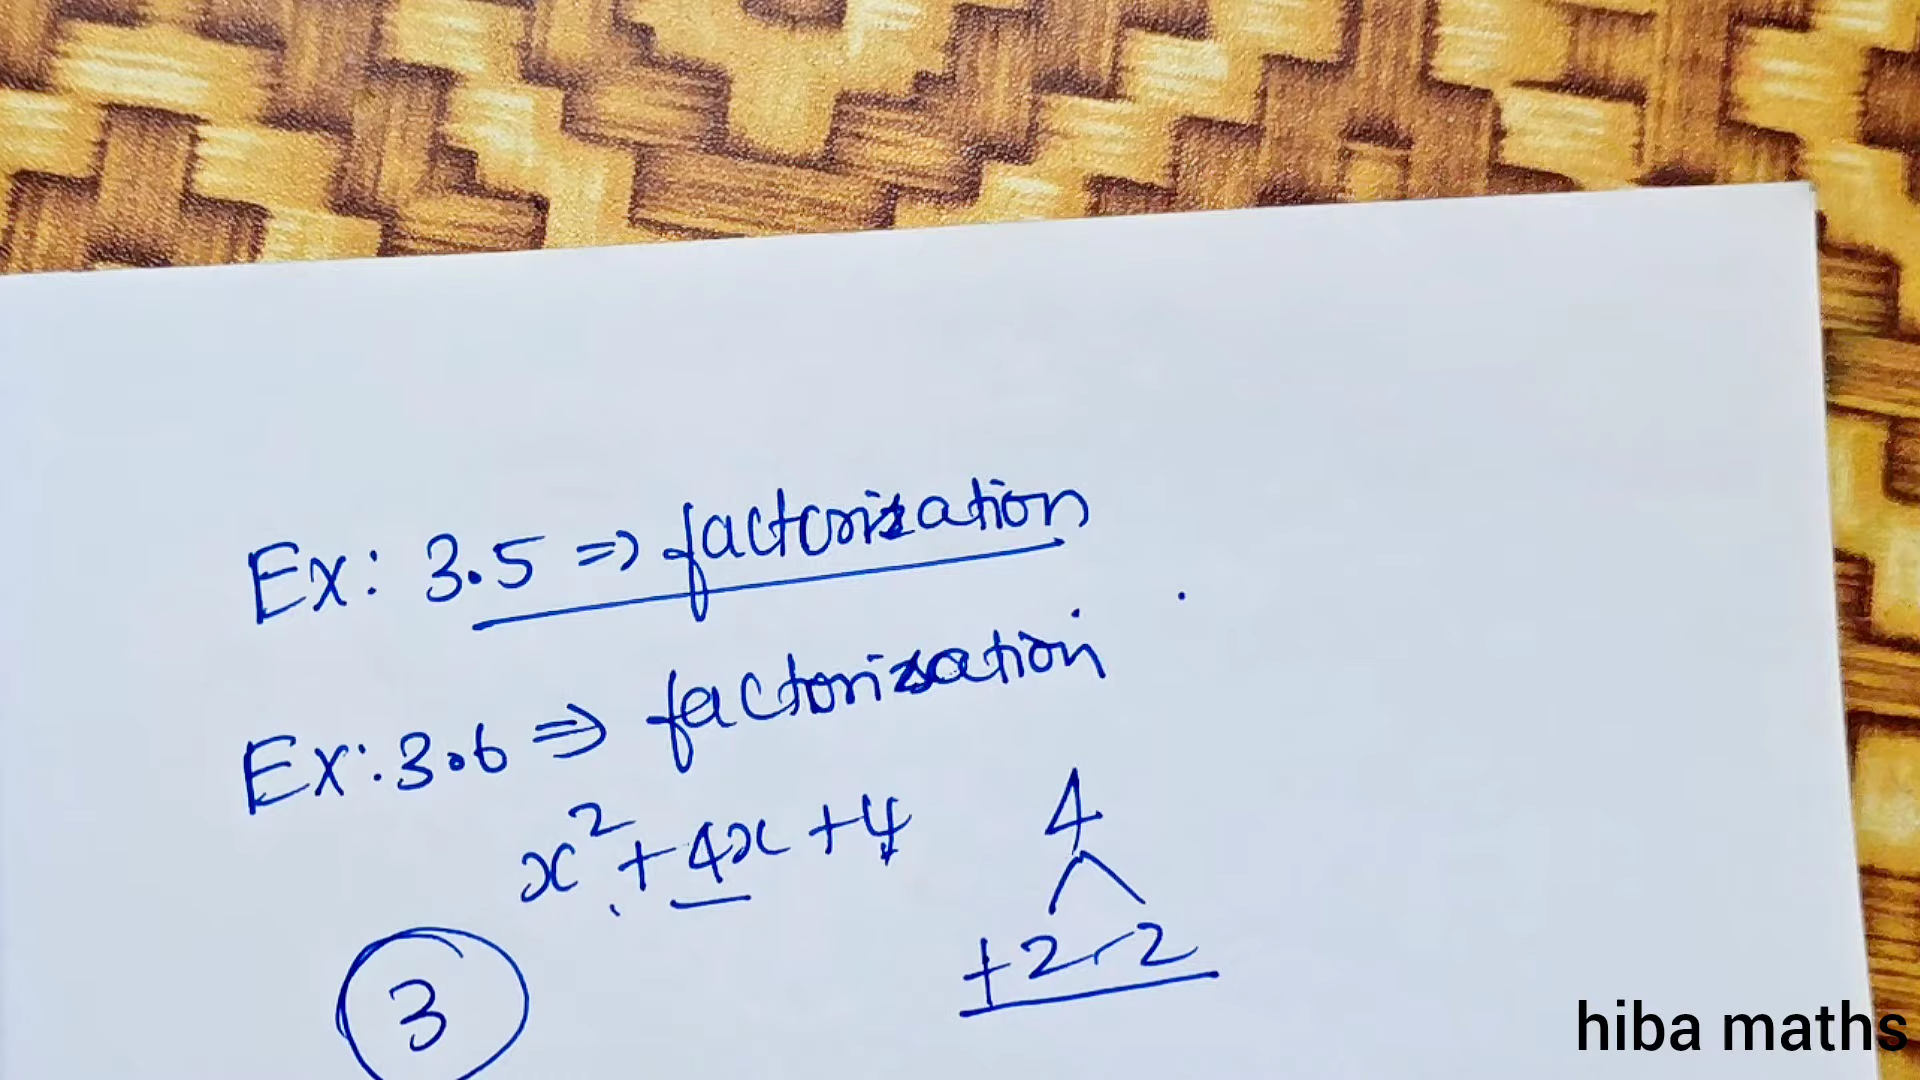 Ex: 3.5 => factorization
Ex: 3.6 => factorization
x² + 4x + 4
4
+2 2
3
hiba maths